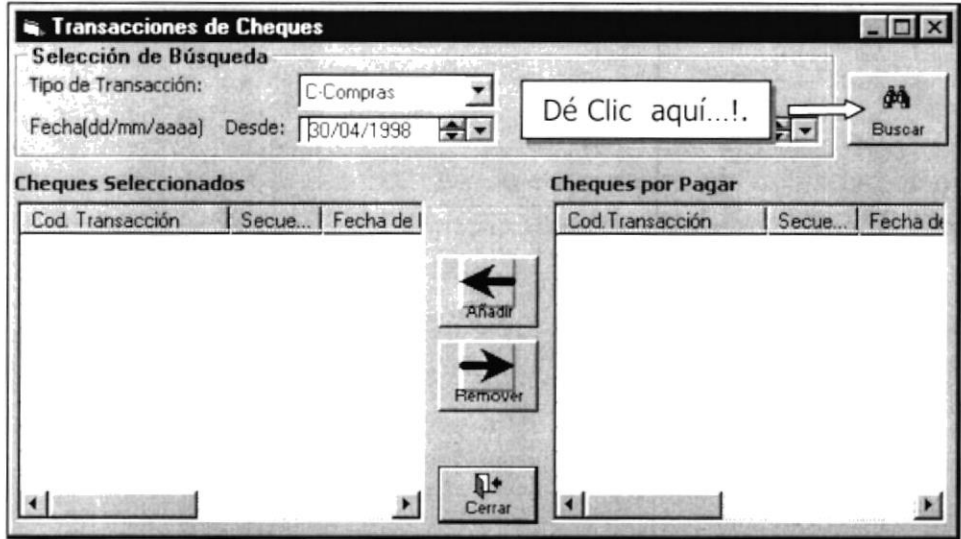 Transacciones de Cheques
Selección de Búsqueda
Tipo de Transacción: C-Compras
Dé Clic aquí...!.
Buscar
Fecha(dd/mm/aaaa) Desde: 30/04/1998
Cheques Seleccionados Cheques por Pagar
Cod. Transacción Secue... Fecha de Cod.Transacción Secue... Fecha de
Añadir
Remover
Cerrar